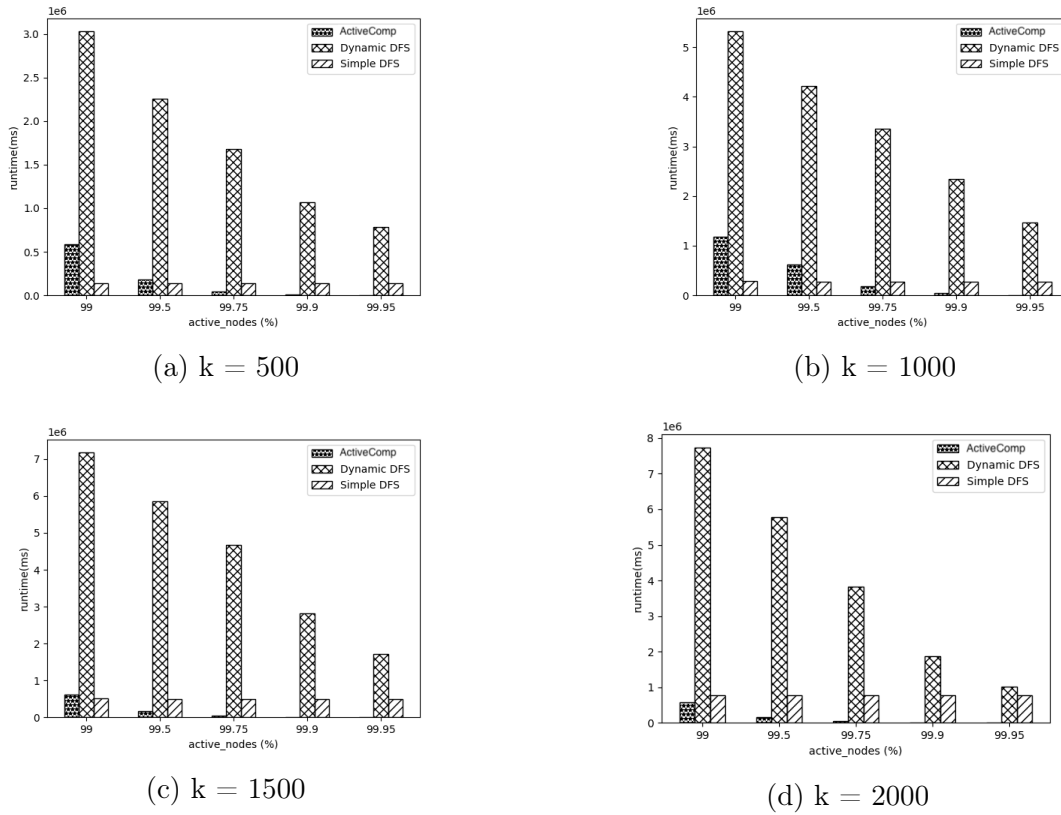 1e6
runtime(ms)
3.0
2.5
2.0
1.5
1.0
0.5
0.0
ActiveComp
Dynamic DFS
Simple DFS
99 99.5 99.75 99.9 99.95
active_nodes (%)
(a) k = 500
1e6
runtime(ms)
5
4
3
2
1
0
ActiveComp
Dynamic DFS
Simple DFS
99 99.5 99.75 99.9 99.95
active_nodes (%)
(b) k = 1000
1e6
runtime(ms)
7
6
5
4
3
2
1
0
ActiveComp
Dynamic DFS
Simple DFS
99 99.5 99.75 99.9 99.95
active_nodes (%)
(c) k = 1500
1e6
runtime(ms)
8
7
6
5
4
3
2
1
0
ActiveComp
Dynamic DFS
Simple DFS
99 99.5 99.75 99.9 99.95
active_nodes (%)
(d) k = 2000